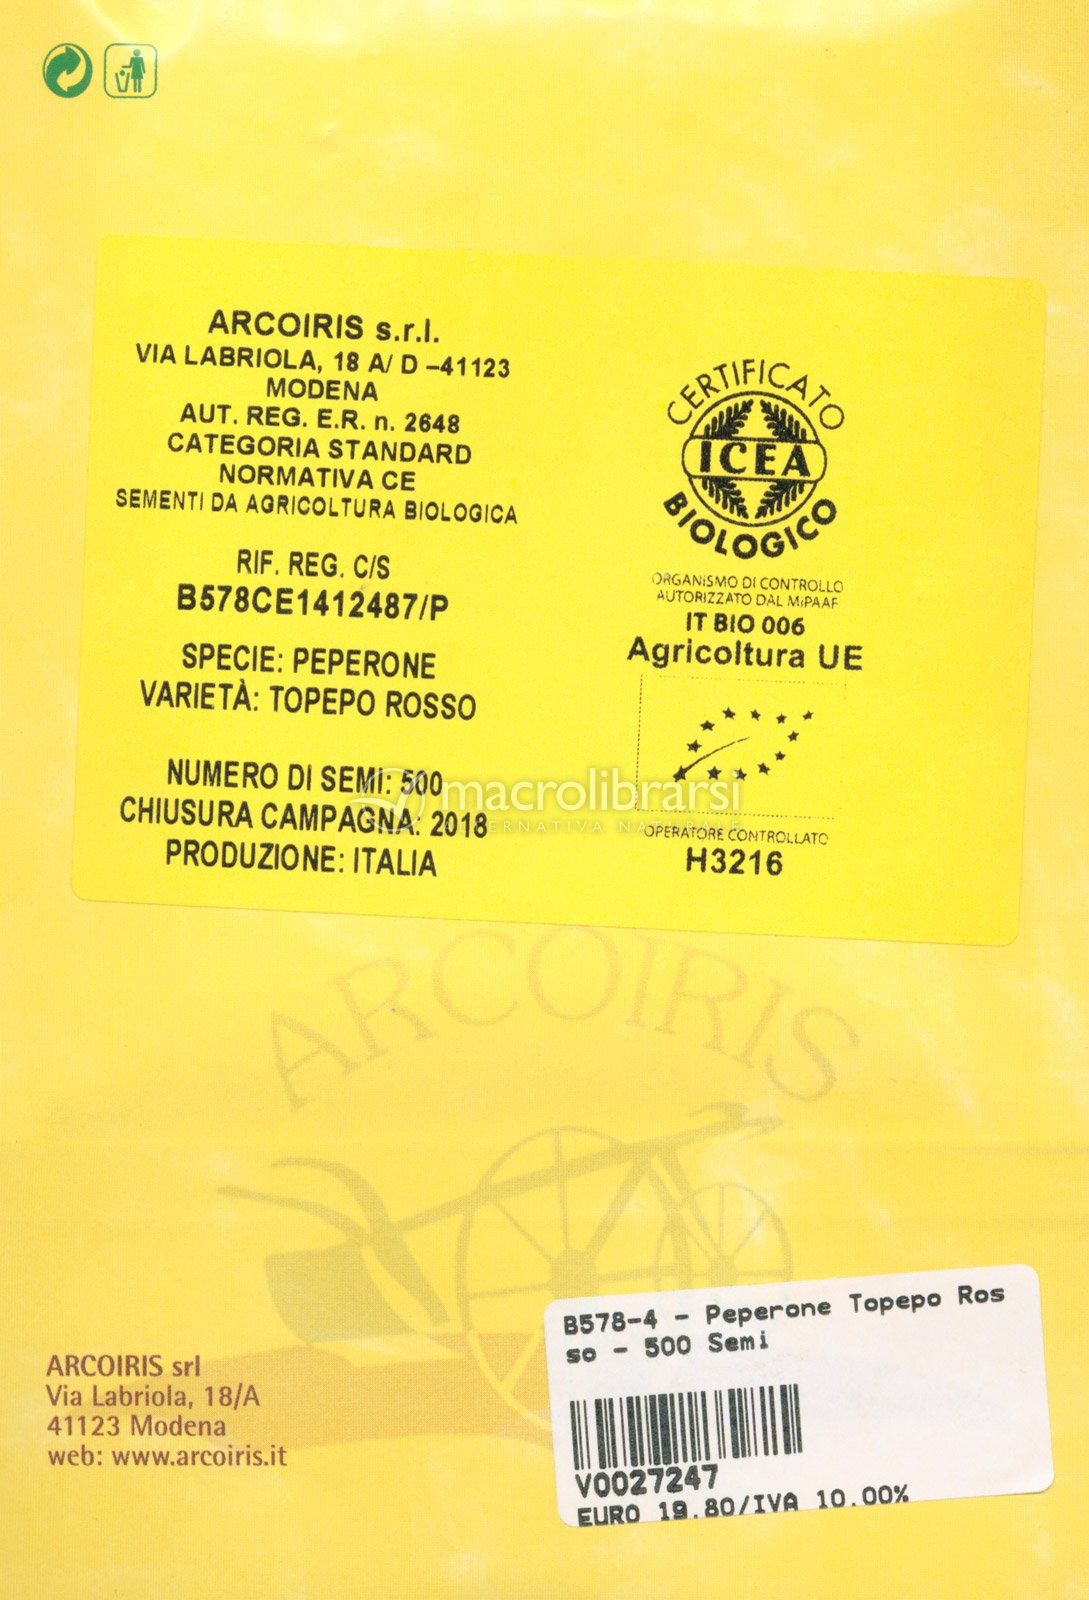 ARCOIRIS s.r.l.
VIA LABRIOLA, 18 A/ D –41123
MODENA
AUT. REG. E.R. n. 2648
CATEGORIA STANDARD
NORMATIVA CE
SEMENTI DA AGRICOLTURA BIOLOGICA
RIF. REG. C/S
B578CE1412487/P
SPECIE: PEPERONE
VARIETÀ: TOPEPO ROSSO
NUMERO DI SEMI: 500
CHIUSURA CAMPAGNA: 2018
PRODUZIONE: ITALIA
CERTIFICATO
ICEA
BIOLOGICO
ORGANISMO DI CONTROLLO
AUTORIZZATO DAL MiPAAF
IT BIO 006
Agricoltura UE
OPERATORE CONTROLLATO
H3216
macrolibrarsi
ALTERNATIVA NATURALE
ARCOIRIS
ARCOIRIS srl
Via Labriola, 18/A
41123 Modena
web: www.arcoiris.it
B578-4 - Peperone Topepo Ros
so - 500 Semi
V0027247
EURO 19.80/IVA 10.00%